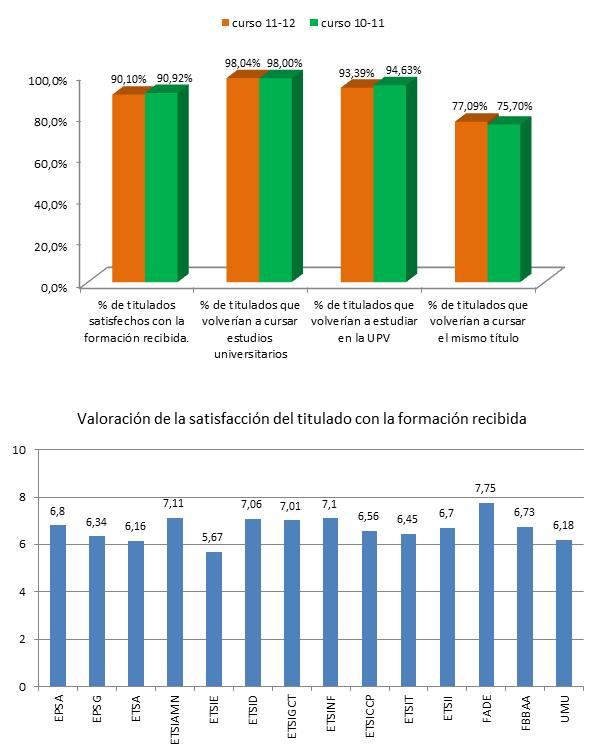 curso 11-12 curso 10-11
90,10% 90,92% 98,04% 98,00% 93,39% 94,63% 77,09% 75,70%
100,0%
80,0%
60,0%
40,0%
20,0%
0,0%
% de titulados
satisfechos con la
formación recibida.
% de titulados que
volverían a cursar
estudios
universitarios
% de titulados que
volverían a estudiar
en la UPV
% de titulados que
volverían a cursar
el mismo título
Valoración de la satisfacción del titulado con la formación recibida
10
8
6
4
2
0
6,8 6,34 6,16 7,11 5,67 7,06 7,01 7,1 6,56 6,45 6,7 7,75 6,73 6,18
EPSA
EPSG
ETSA
ETSIAMN
ETSIE
ETSID
ETSIGCT
ETSINF
ETSICCP
ETSIT
ETSII
FADE
FBBAA
UMU